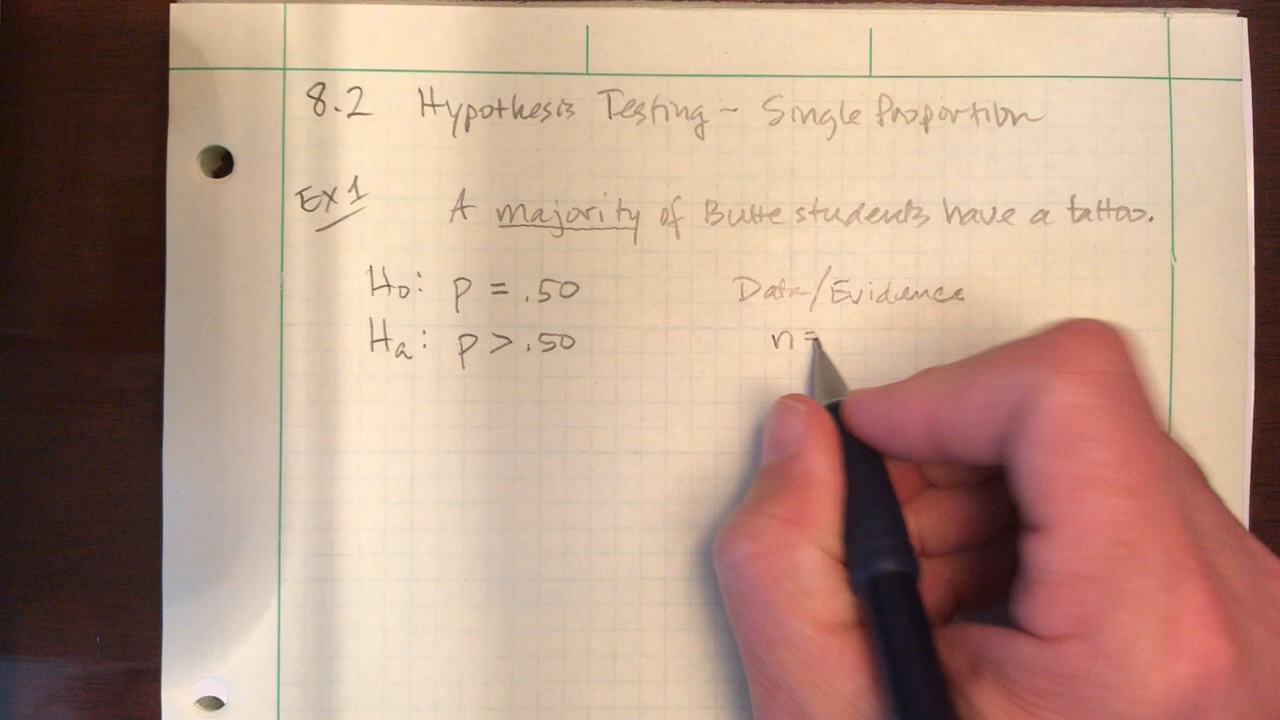 8.2 Hypothesis Testing - Single Proportion
Ex 1 A majority of Butte students have a tattoo.
H₀: p = .50 Data/Evidence
Hₐ: p > .50 n =